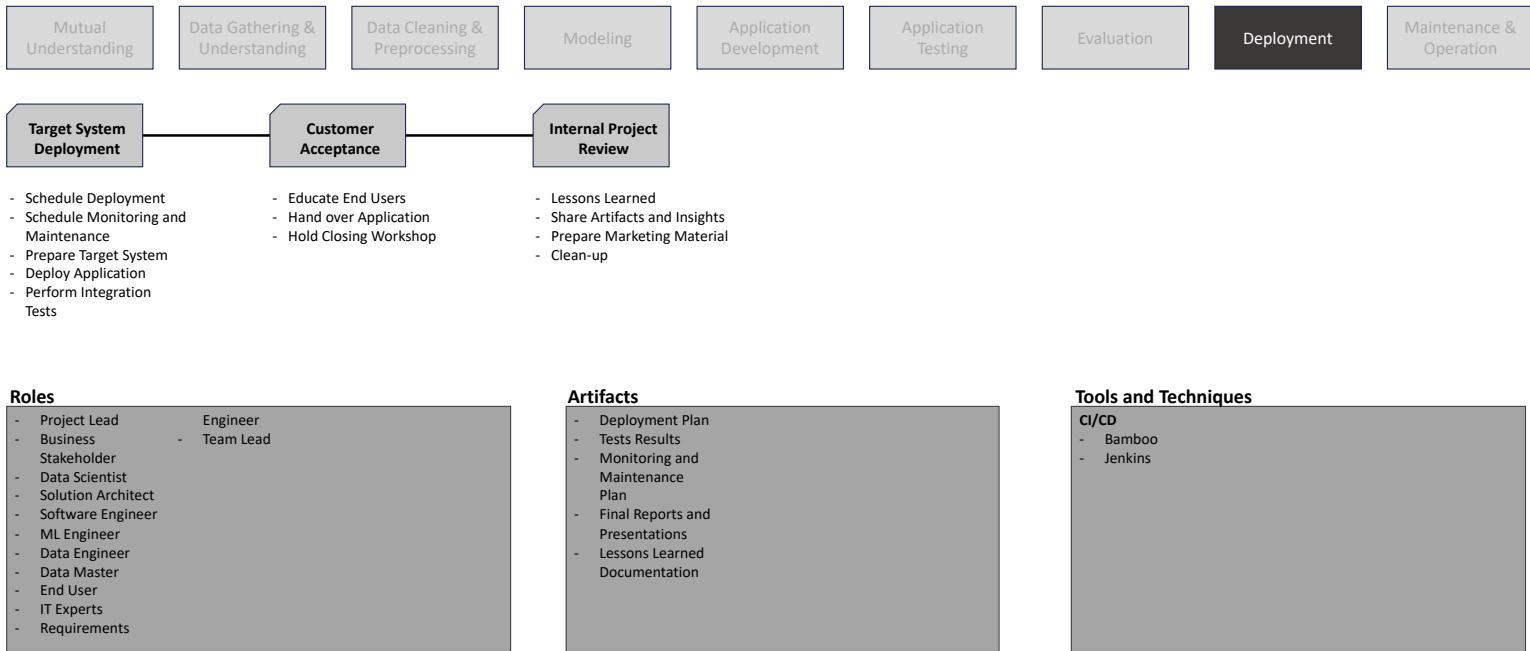 Mutual
Understanding
Data Gathering &
Understanding
Data Cleaning &
Preprocessing
Modeling
Application
Development
Application
Testing
Evaluation
Deployment
Maintenance &
Operation
Target System
Deployment
Customer
Acceptance
Internal Project
Review
- Schedule Deployment
- Schedule Monitoring and
Maintenance
- Prepare Target System
- Deploy Application
- Perform Integration
Tests
- Educate End Users
- Hand over Application
- Hold Closing Workshop
- Lessons Learned
- Share Artifacts and Insights
- Prepare Marketing Material
- Clean-up
Roles
- Project Lead
- Business
Stakeholder
- Data Scientist
- Solution Architect
- Software Engineer
- ML Engineer
- Data Engineer
- Data Master
- End User
- IT Experts
- Requirements
Engineer
- Team Lead
Artifacts
- Deployment Plan
- Tests Results
- Monitoring and
Maintenance
Plan
- Final Reports and
Presentations
- Lessons Learned
Documentation
Tools and Techniques
CI/CD
- Bamboo
- Jenkins